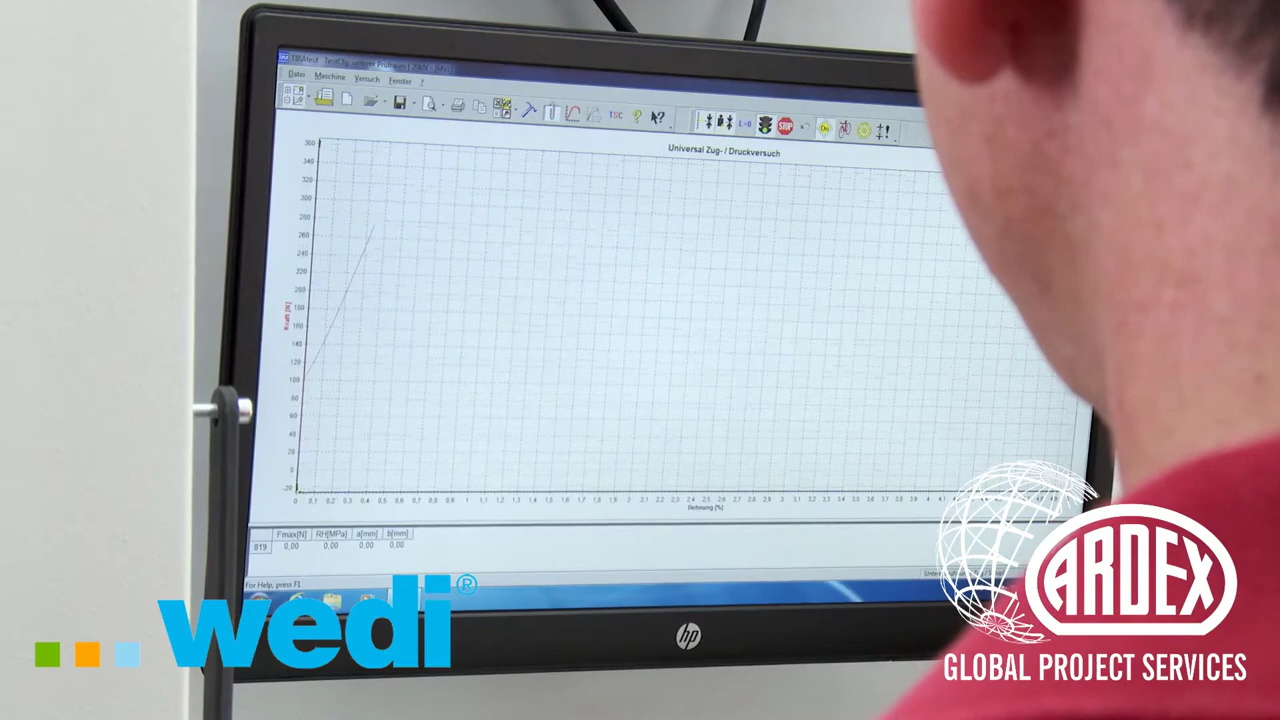 TIRAtest
Datei Maschine Versuch Fenster ?
TSC
L=0
STOP
On
Universal Zug- / Druckversuch
360
340
320
300
280
260
240
220
200
180
160
140
120
100
80
60
40
20
0
-20
Kraft [N]
0 0,1 0,2 0,3 0,4 0,5 0,6 0,7 0,8 0,9 1 1,1 1,2 1,3 1,4 1,5 1,6 1,7 1,8 1,9 2 2,1 2,2 2,3 2,4 2,5 2,6 2,7 2,8 2,9 3 3,1 3,2 3,3 3,4 3,5 3,6 3,7 3,8 3,9 4
Dehnung [%]
Fmax[N] RH[MPa] a[mm] b[mm]
819 0,00 0,00 0,00 0,00
For Help, press F1
hp
wedi®
ARDEX
GLOBAL PROJECT SERVICES